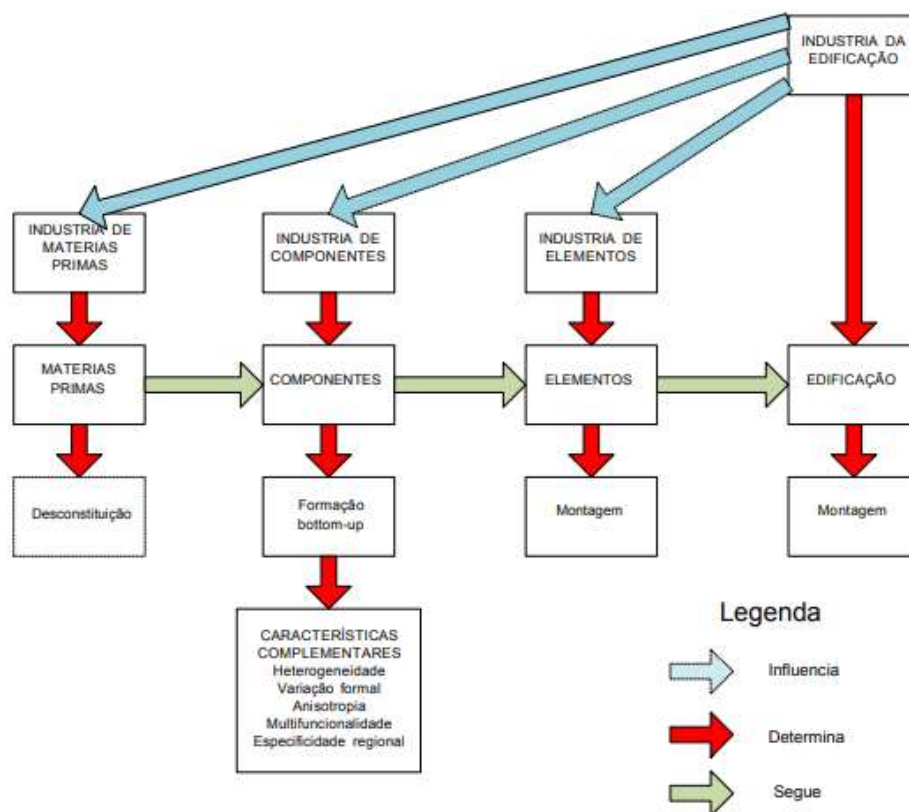 INDUSTRIA DA
EDIFICAÇÃO
INDUSTRIA DE
MATERIAS
PRIMAS
INDUSTRIA DE
COMPONENTES
INDUSTRIA DE
ELEMENTOS
MATERIAS
PRIMAS
COMPONENTES
ELEMENTOS
EDIFICAÇÃO
Desconstituição
Formação
bottom-up
Montagem
Montagem
CARACTERÍSTICAS
COMPLEMENTARES
Heterogeneidade
Variação formal
Anisotropia
Multifuncionalidade
Especificidade regional
Legenda
Influencia
Determina
Segue